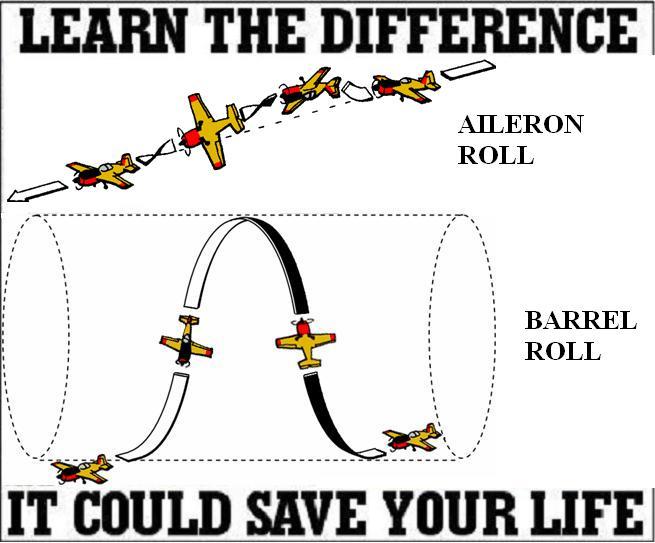 LEARN THE DIFFERENCE
AILERON
ROLL
BARREL
ROLL
IT COULD SAVE YOUR LIFE